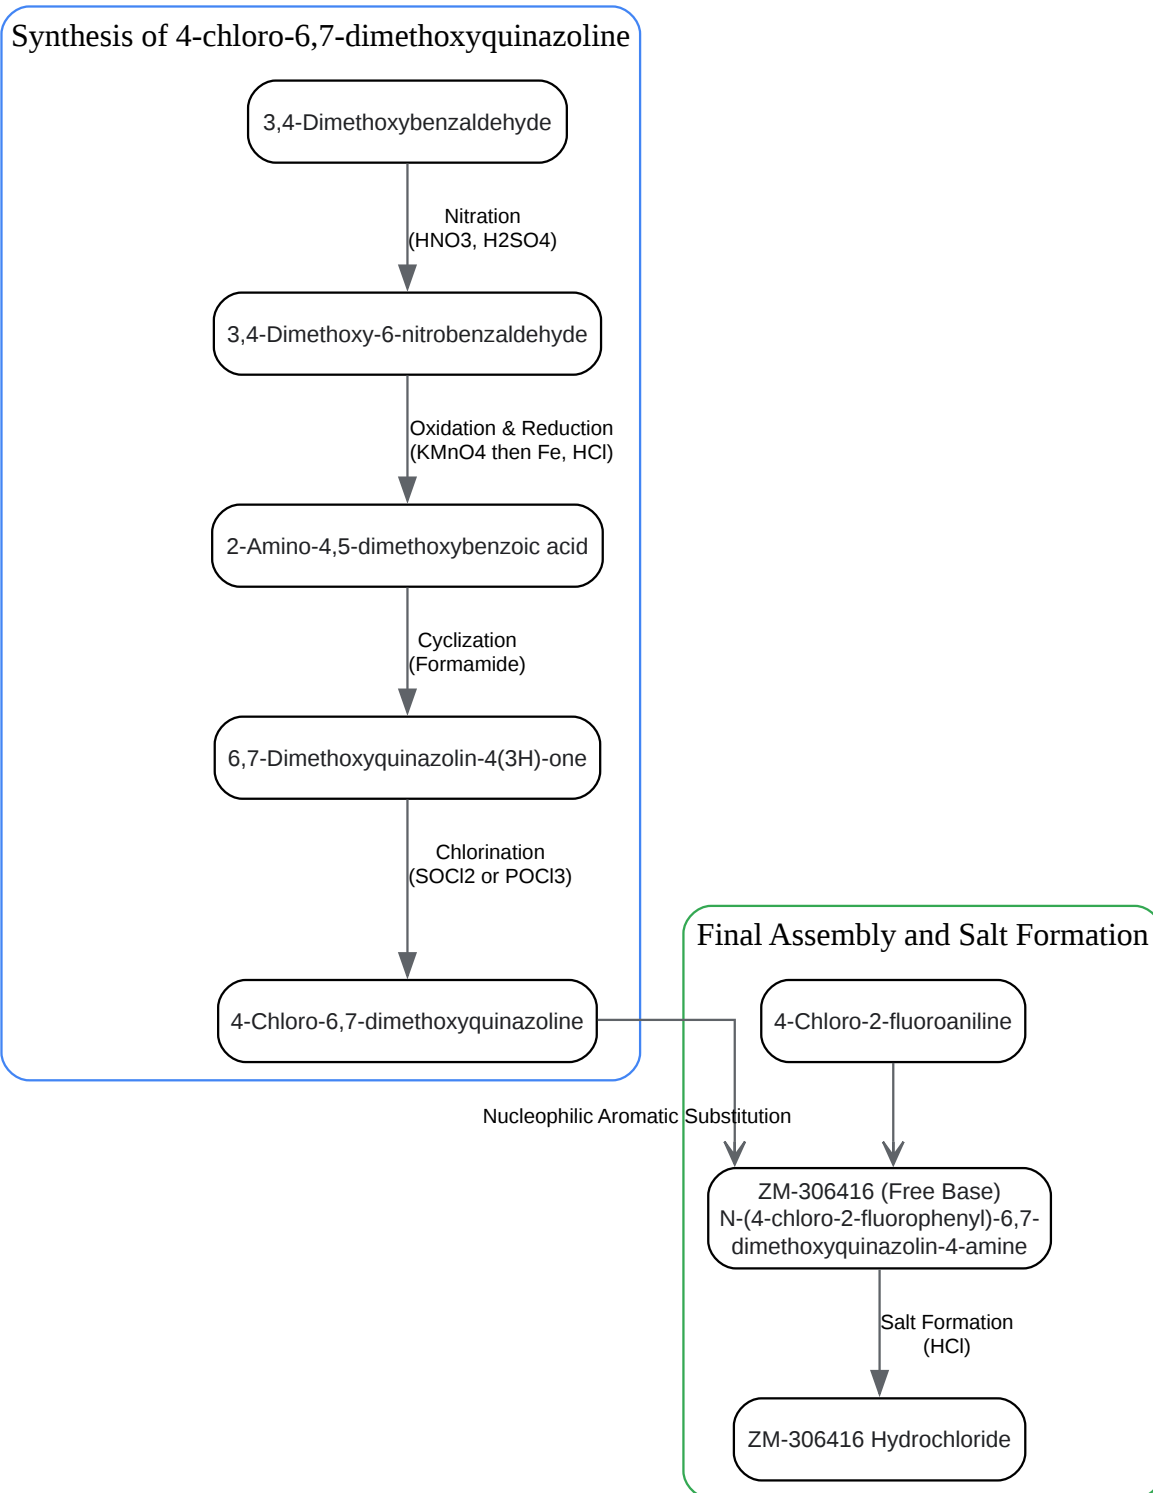 Synthesis of 4-chloro-6,7-dimethoxyquinazoline
3,4-Dimethoxybenzaldehyde
Nitration
(HNO3, H2SO4)
3,4-Dimethoxy-6-nitrobenzaldehyde
Oxidation & Reduction
(KMnO4 then Fe, HCl)
2-Amino-4,5-dimethoxybenzoic acid
Cyclization
(Formamide)
6,7-Dimethoxyquinazolin-4(3H)-one
Chlorination
(SOCl2 or POCl3)
4-Chloro-6,7-dimethoxyquinazoline
Final Assembly and Salt Formation
4-Chloro-2-fluoroaniline
Nucleophilic Aromatic Substitution
ZM-306416 (Free Base)
N-(4-chloro-2-fluorophenyl)-6,7-
dimethoxyquinazolin-4-amine
Salt Formation
(HCl)
ZM-306416 Hydrochloride